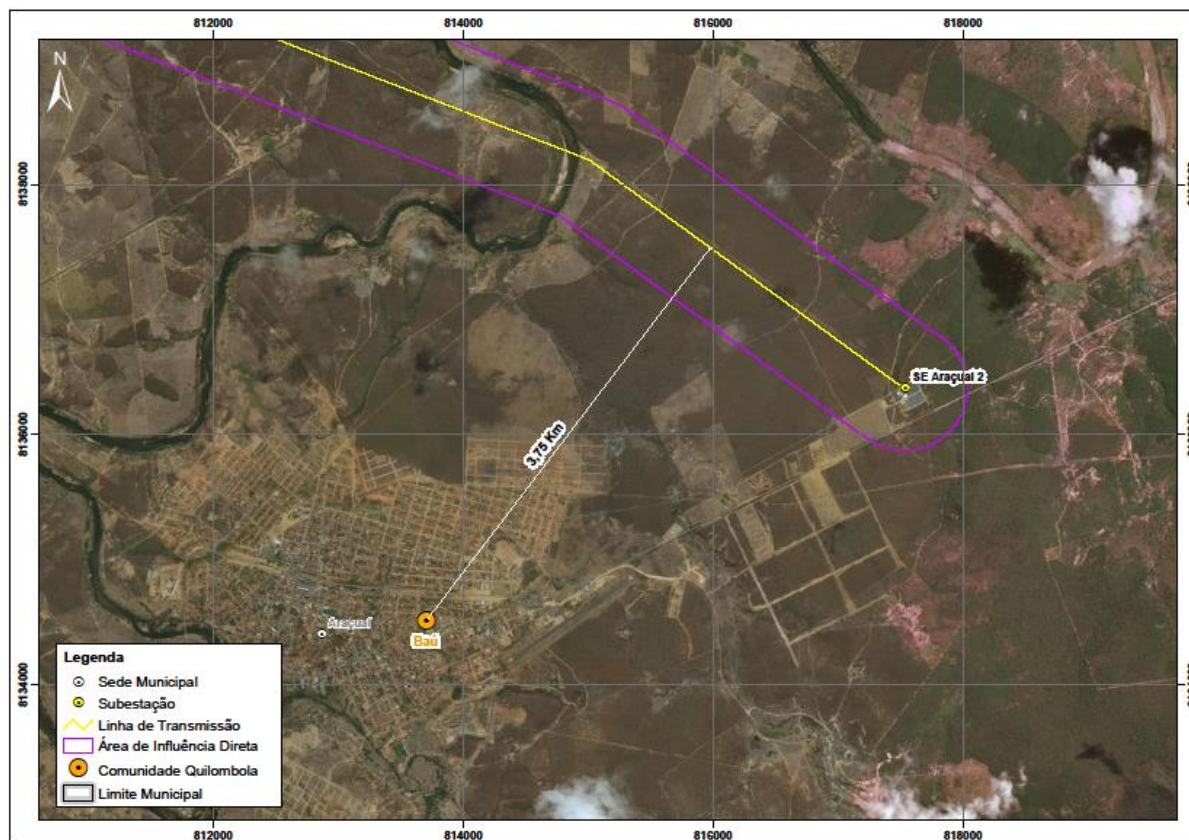 812000 814000 816000 818000
N
8138000
SE Araçuaí 2
8136000
3,75 Km
Araçuaí
Baú
8134000
Legenda
Sede Municipal
Subestação
Linha de Transmissão
Área de Influência Direta
Comunidade Quilombola
Limite Municipal
812000 814000 816000 818000